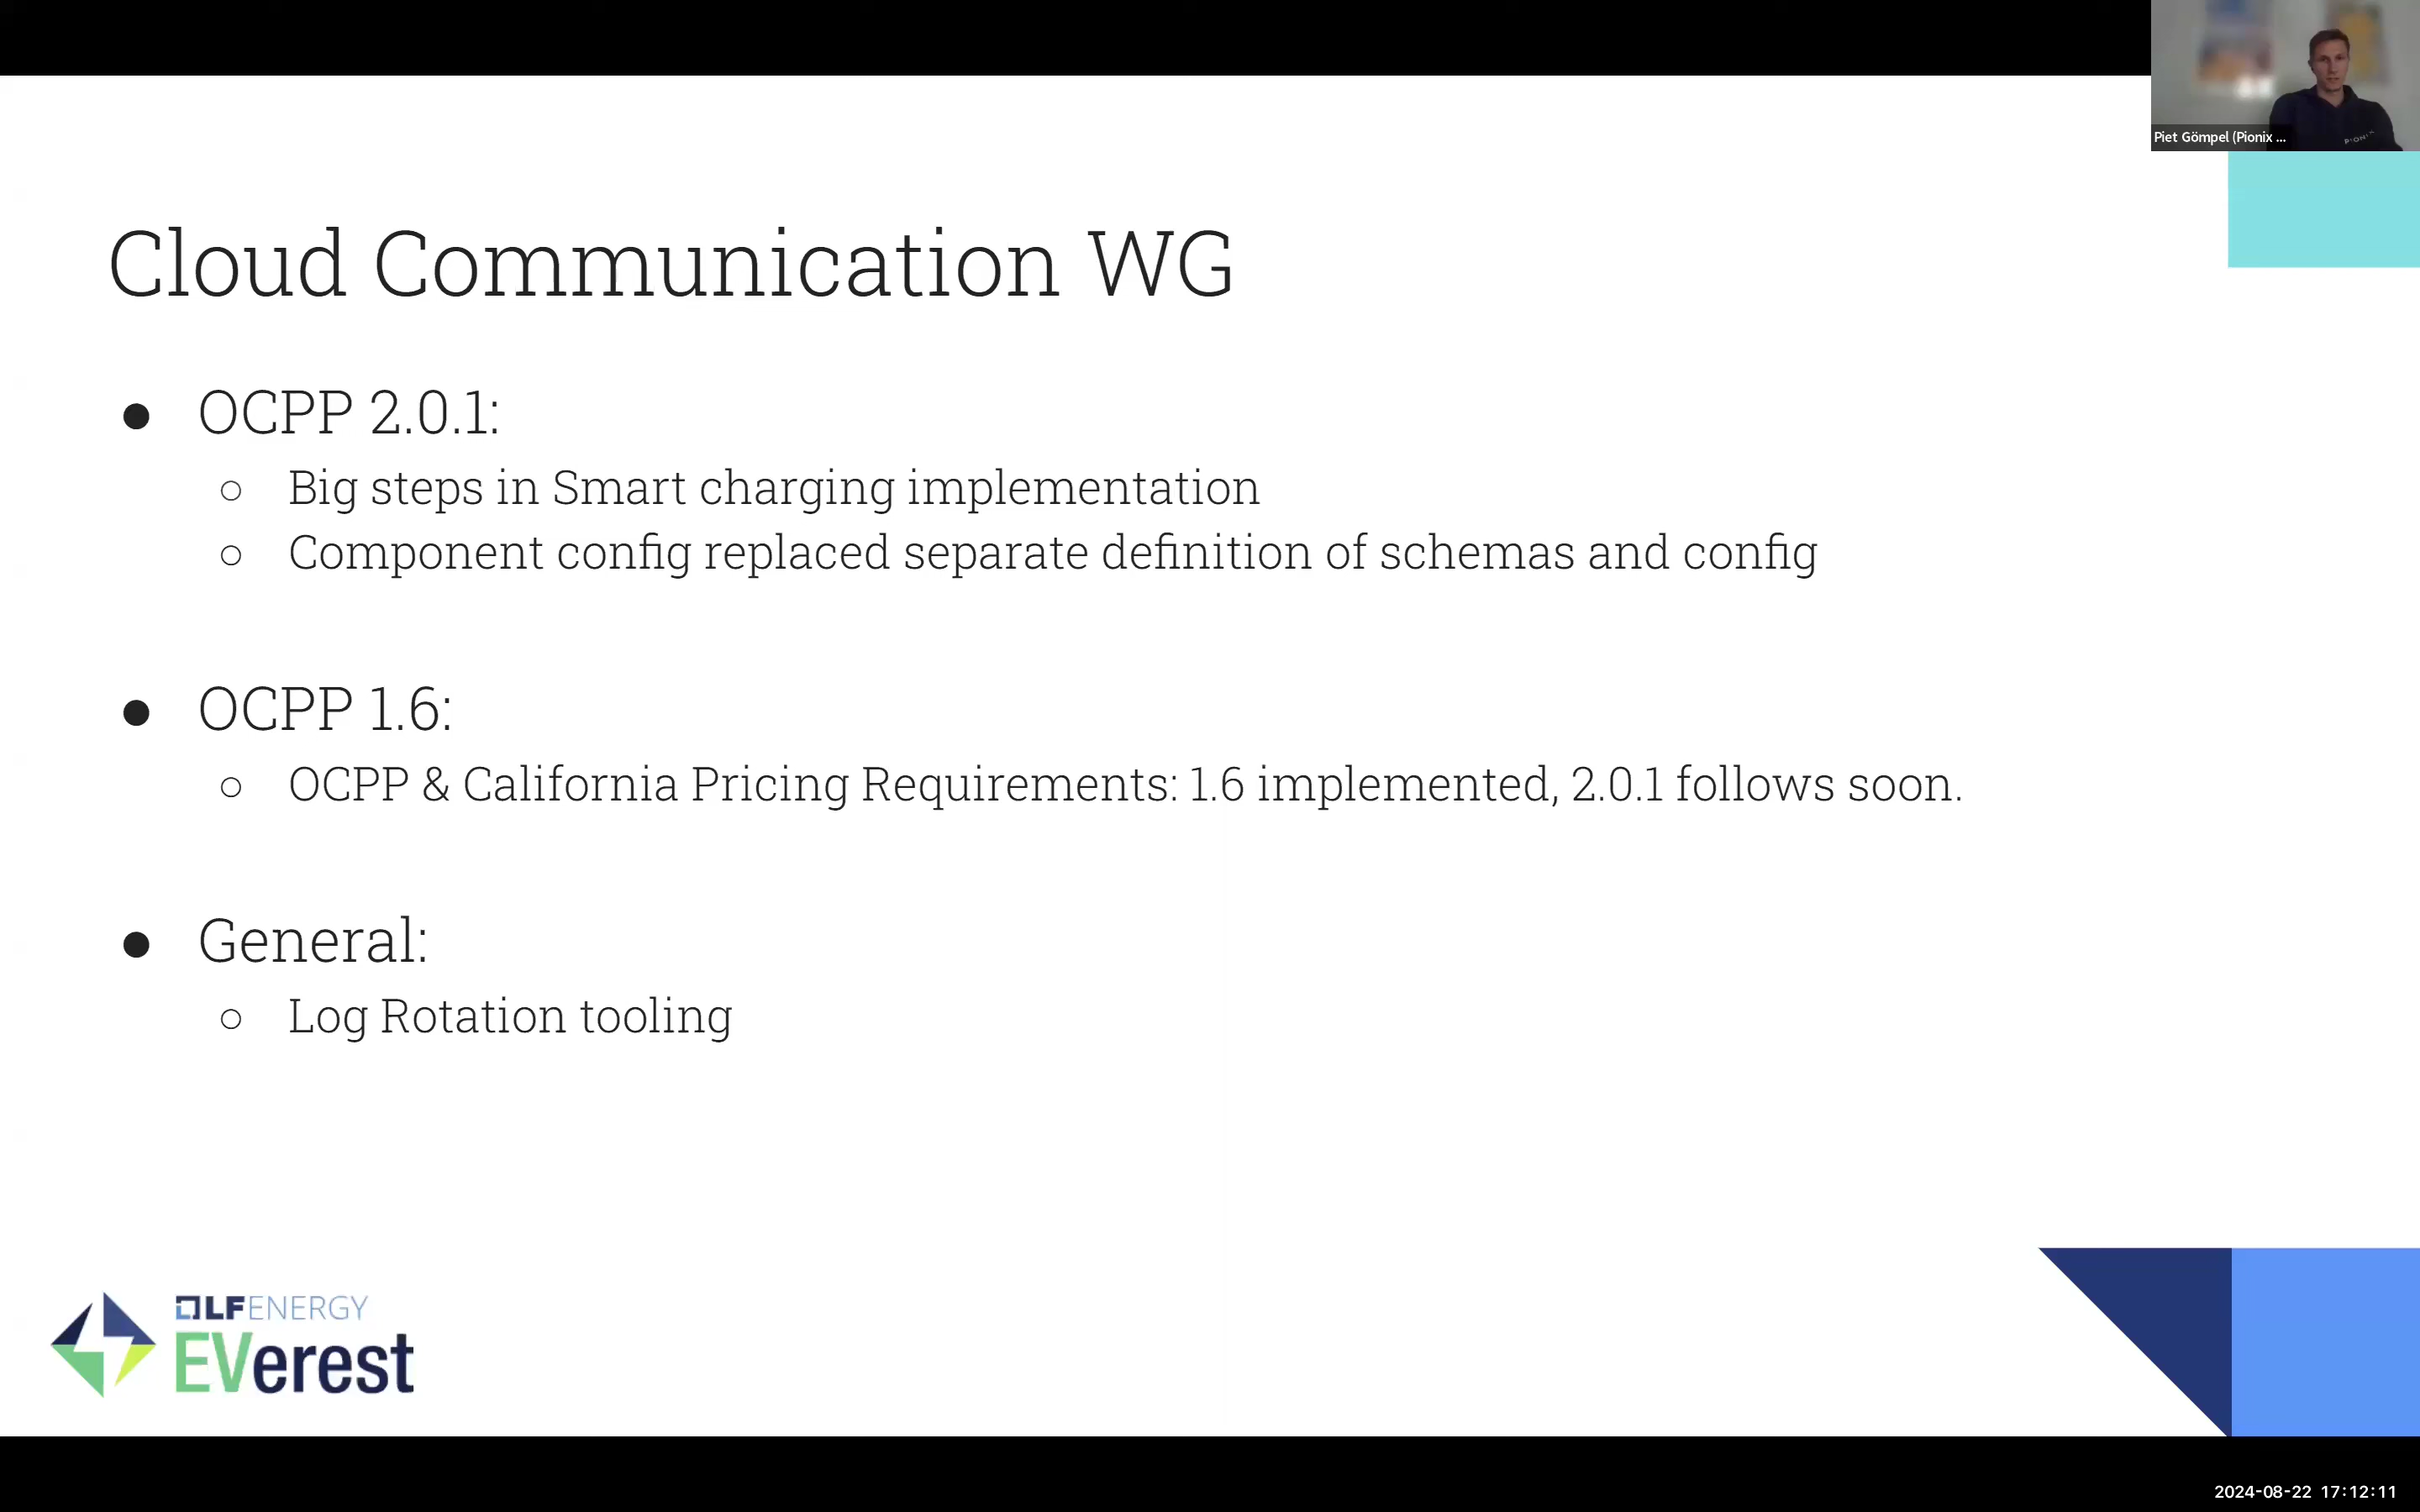 Piet Gömpel (Pionix ...
PIONIX
Cloud Communication WG
● OCPP 2.0.1:
○ Big steps in Smart charging implementation
○ Component config replaced separate definition of schemas and config
● OCPP 1.6:
○ OCPP & California Pricing Requirements: 1.6 implemented, 2.0.1 follows soon.
● General:
○ Log Rotation tooling
LFENERGY
EVerest
2024-08-22 17:12:11